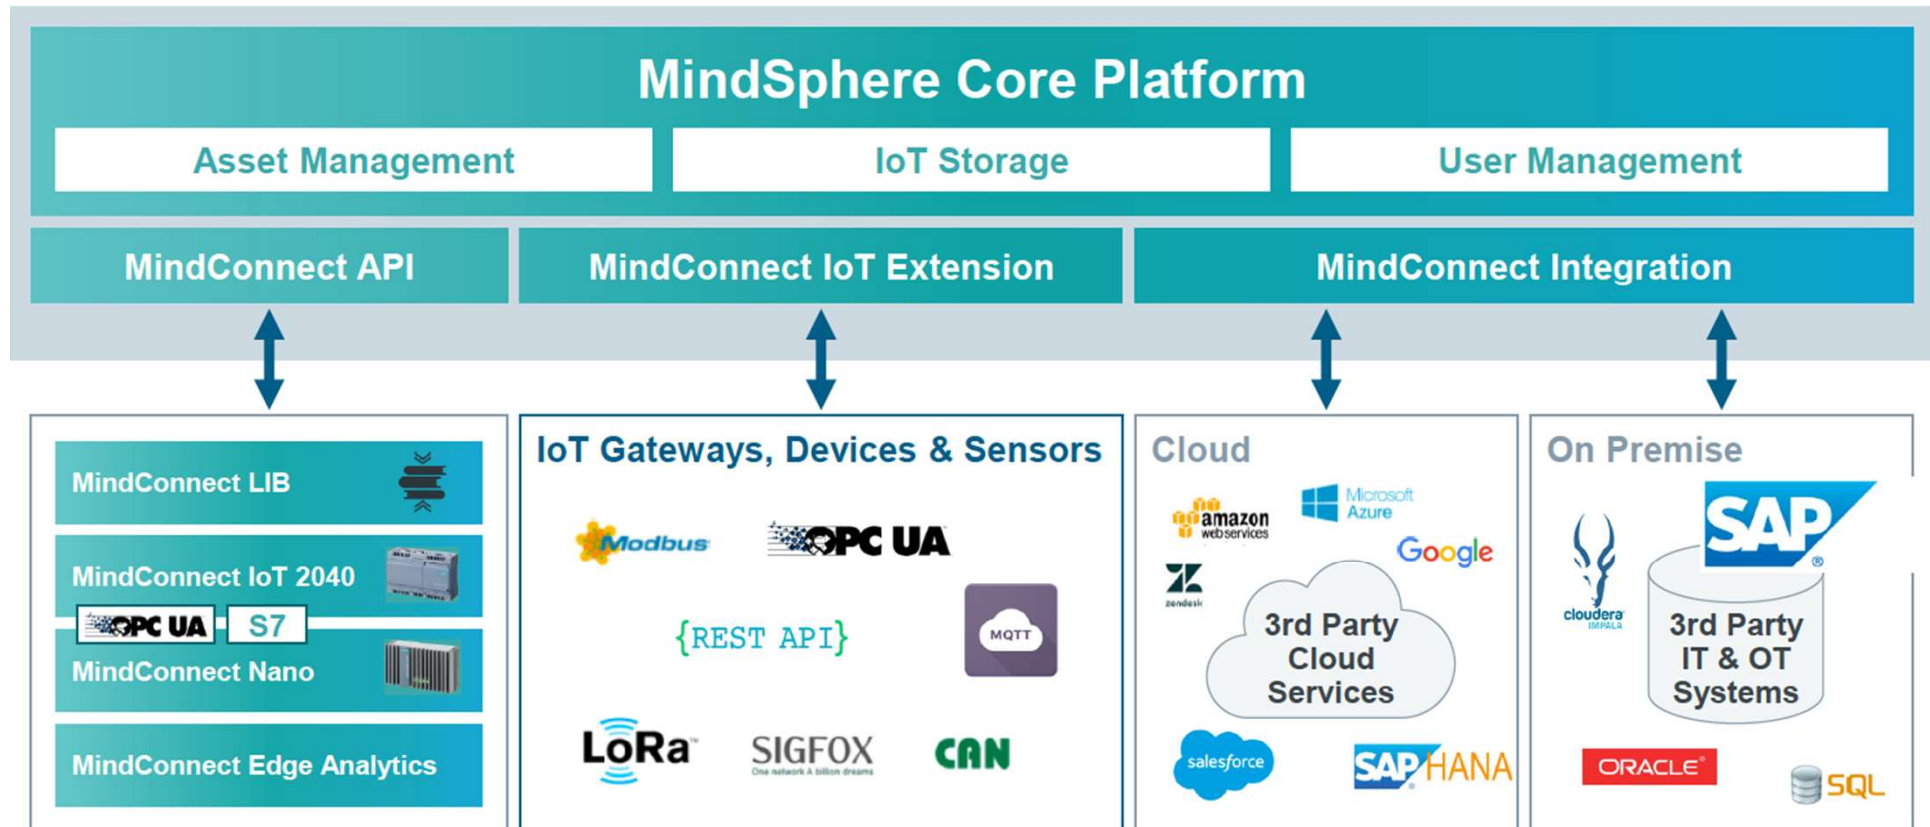 MindSphere Core Platform
Asset Management
IoT Storage
User Management
MindConnect API
MindConnect IoT Extension
MindConnect Integration
MindConnect LIB
MindConnect IoT 2040
OPC UA
S7
MindConnect Nano
MindConnect Edge Analytics
IoT Gateways, Devices & Sensors
Modbus
OPC UA
{REST API}
MQTT
LoRa™
SIGFOX
One network A billion dreams
CAN
Cloud
amazon
webservices
Microsoft
Azure
Google
zendesk
3rd Party
Cloud
Services
salesforce
SAP HANA
On Premise
SAP®
cloudera
IMPALA
3rd Party
IT & OT
Systems
ORACLE®
SQL